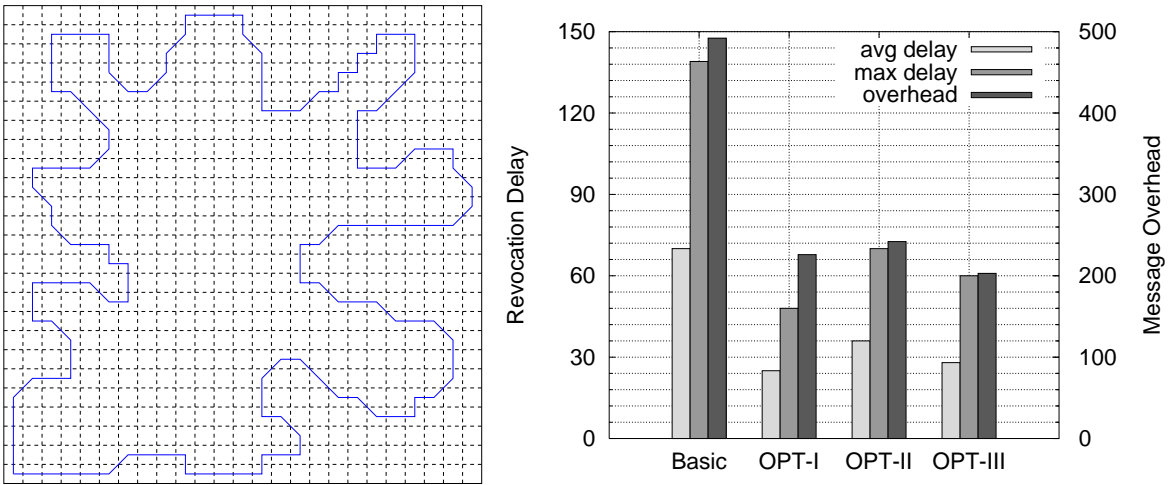 150
120
90
60
30
0
Revocation Delay
avg delay
max delay
overhead
500
400
300
200
100
0
Message Overhead
Basic
OPT-I
OPT-II
OPT-III